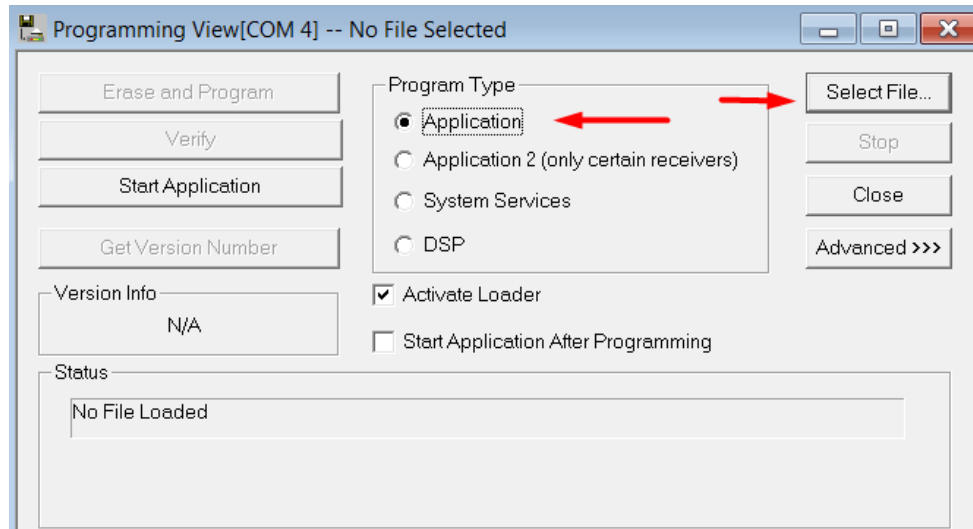 Programming View[COM 4] -- No File Selected
Erase and Program
Verify
Start Application
Get Version Number
Version Info
N/A
Program Type
Application
Application 2 (only certain receivers)
System Services
DSP
Activate Loader
Start Application After Programming
Select File...
Stop
Close
Advanced >>>
Status
No File Loaded